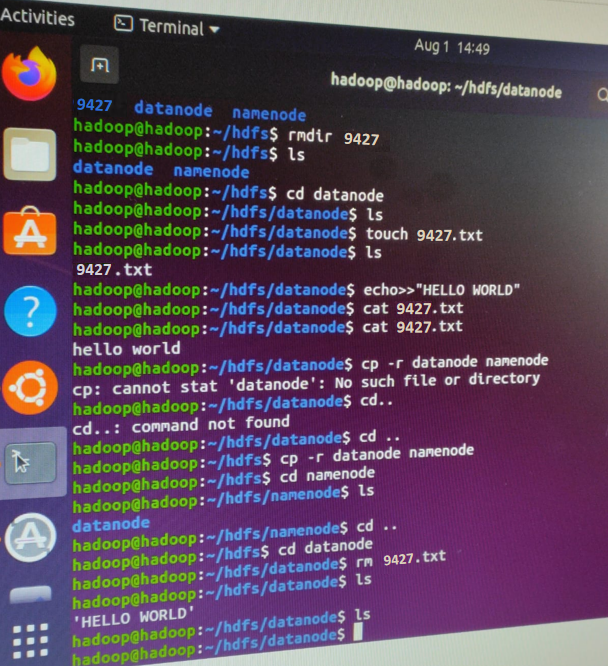 Activities
Terminal
Aug 1 14:49
hadoop@hadoop: ~/hdfs/datanode
9427 datanode namenode
hadoop@hadoop:~/hdfs$ rmdir 9427
hadoop@hadoop:~/hdfs$ ls
datanode namenode
hadoop@hadoop:~/hdfs$ cd datanode
hadoop@hadoop:~/hdfs/datanode$ ls
hadoop@hadoop:~/hdfs/datanode$ touch 9427.txt
hadoop@hadoop:~/hdfs/datanode$ ls
9427.txt
hadoop@hadoop:~/hdfs/datanode$ echo>>"HELLO WORLD"
hadoop@hadoop:~/hdfs/datanode$ cat 9427.txt
hadoop@hadoop:~/hdfs/datanode$ cat 9427.txt
hello world
hadoop@hadoop:~/hdfs/datanode$ cp -r datanode namenode
cp: cannot stat 'datanode': No such file or directory
hadoop@hadoop:~/hdfs/datanode$ cd..
cd..: command not found
hadoop@hadoop:~/hdfs/datanode$ cd ..
hadoop@hadoop:~/hdfs$ cp -r datanode namenode
hadoop@hadoop:~/hdfs$ cd namenode
hadoop@hadoop:~/hdfs/namenode$ ls
datanode
hadoop@hadoop:~/hdfs/namenode$ cd ..
hadoop@hadoop:~/hdfs$ cd datanode
hadoop@hadoop:~/hdfs/datanode$ rm 9427.txt
hadoop@hadoop:~/hdfs/datanode$ ls
'HELLO WORLD'
hadoop@hadoop:~/hdfs/datanode$ ls
hadoop@hadoop:~/hdfs/datanode$